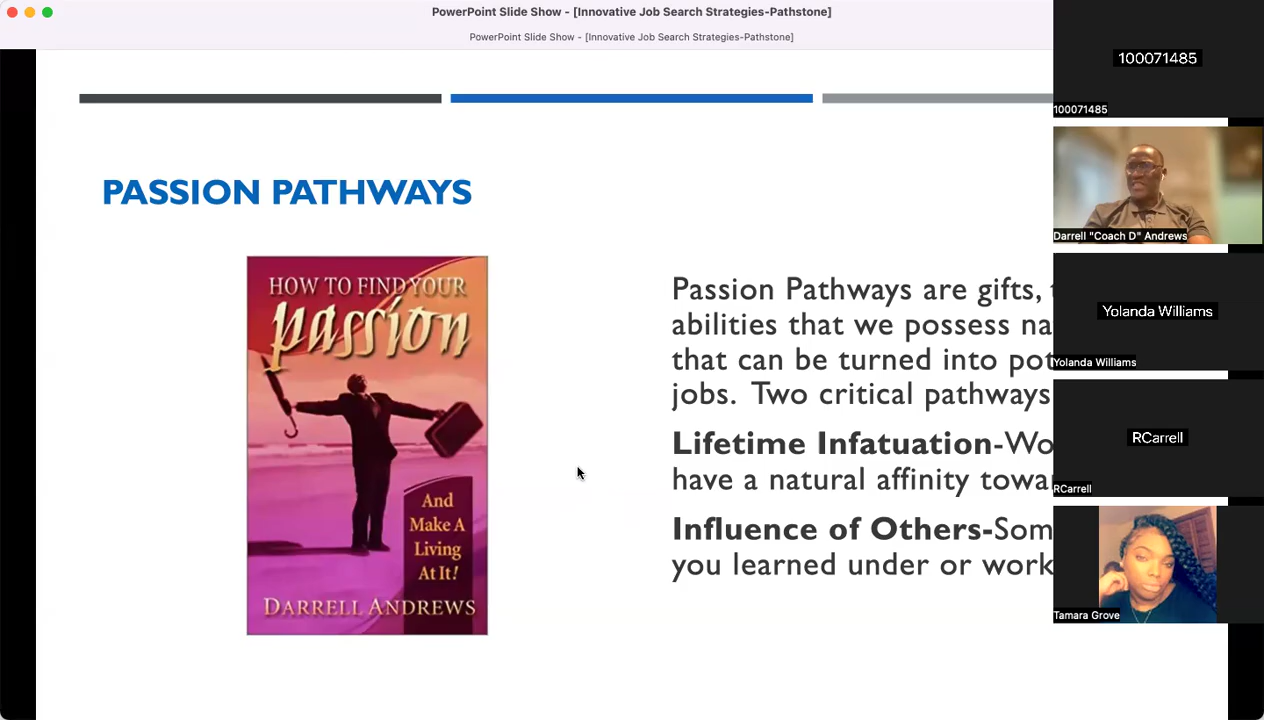 PowerPoint Slide Show - [Innovative Job Search Strategies-Pathstone]
PowerPoint Slide Show - [Innovative Job Search Strategies-Pathstone]
PASSION PATHWAYS
HOW TO FIND YOUR
passion
And
Make A
Living
At It!
DARRELL ANDREWS
Passion Pathways are gifts,
abilities that we possess na
that can be turned into pot
jobs. Two critical pathways
Lifetime Infatuation-Wo
have a natural affinity towa
Influence of Others-Som
you learned under or work
100071485
100071485
Darrell "Coach D" Andrews
Yolanda Williams
Yolanda Williams
RCarrell
RCarrell
Tamara Grove